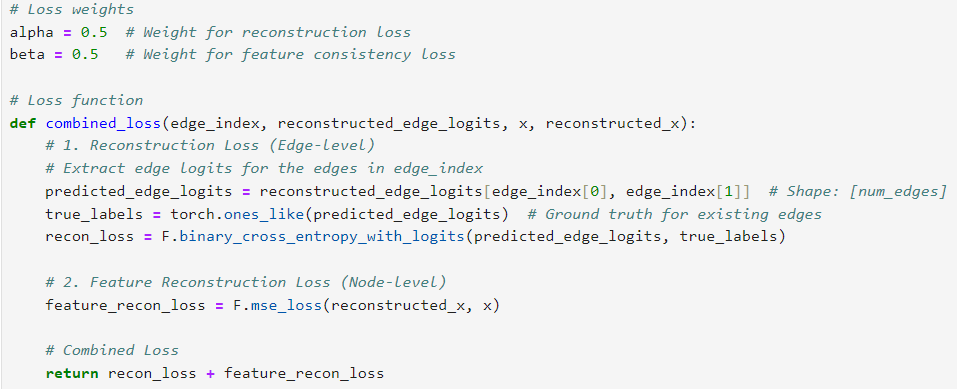 # Loss weights
alpha = 0.5  # Weight for reconstruction loss
beta = 0.5   # Weight for feature consistency loss

# Loss function
def combined_loss(edge_index, reconstructed_edge_logits, x, reconstructed_x):
    # 1. Reconstruction Loss (Edge-level)
    # Extract edge logits for the edges in edge_index
    predicted_edge_logits = reconstructed_edge_logits[edge_index[0], edge_index[1]]  # Shape: [num_edges]
    true_labels = torch.ones_like(predicted_edge_logits)  # Ground truth for existing edges
    recon_loss = F.binary_cross_entropy_with_logits(predicted_edge_logits, true_labels)

    # 2. Feature Reconstruction Loss (Node-level)
    feature_recon_loss = F.mse_loss(reconstructed_x, x)

    # Combined Loss
    return recon_loss + feature_recon_loss